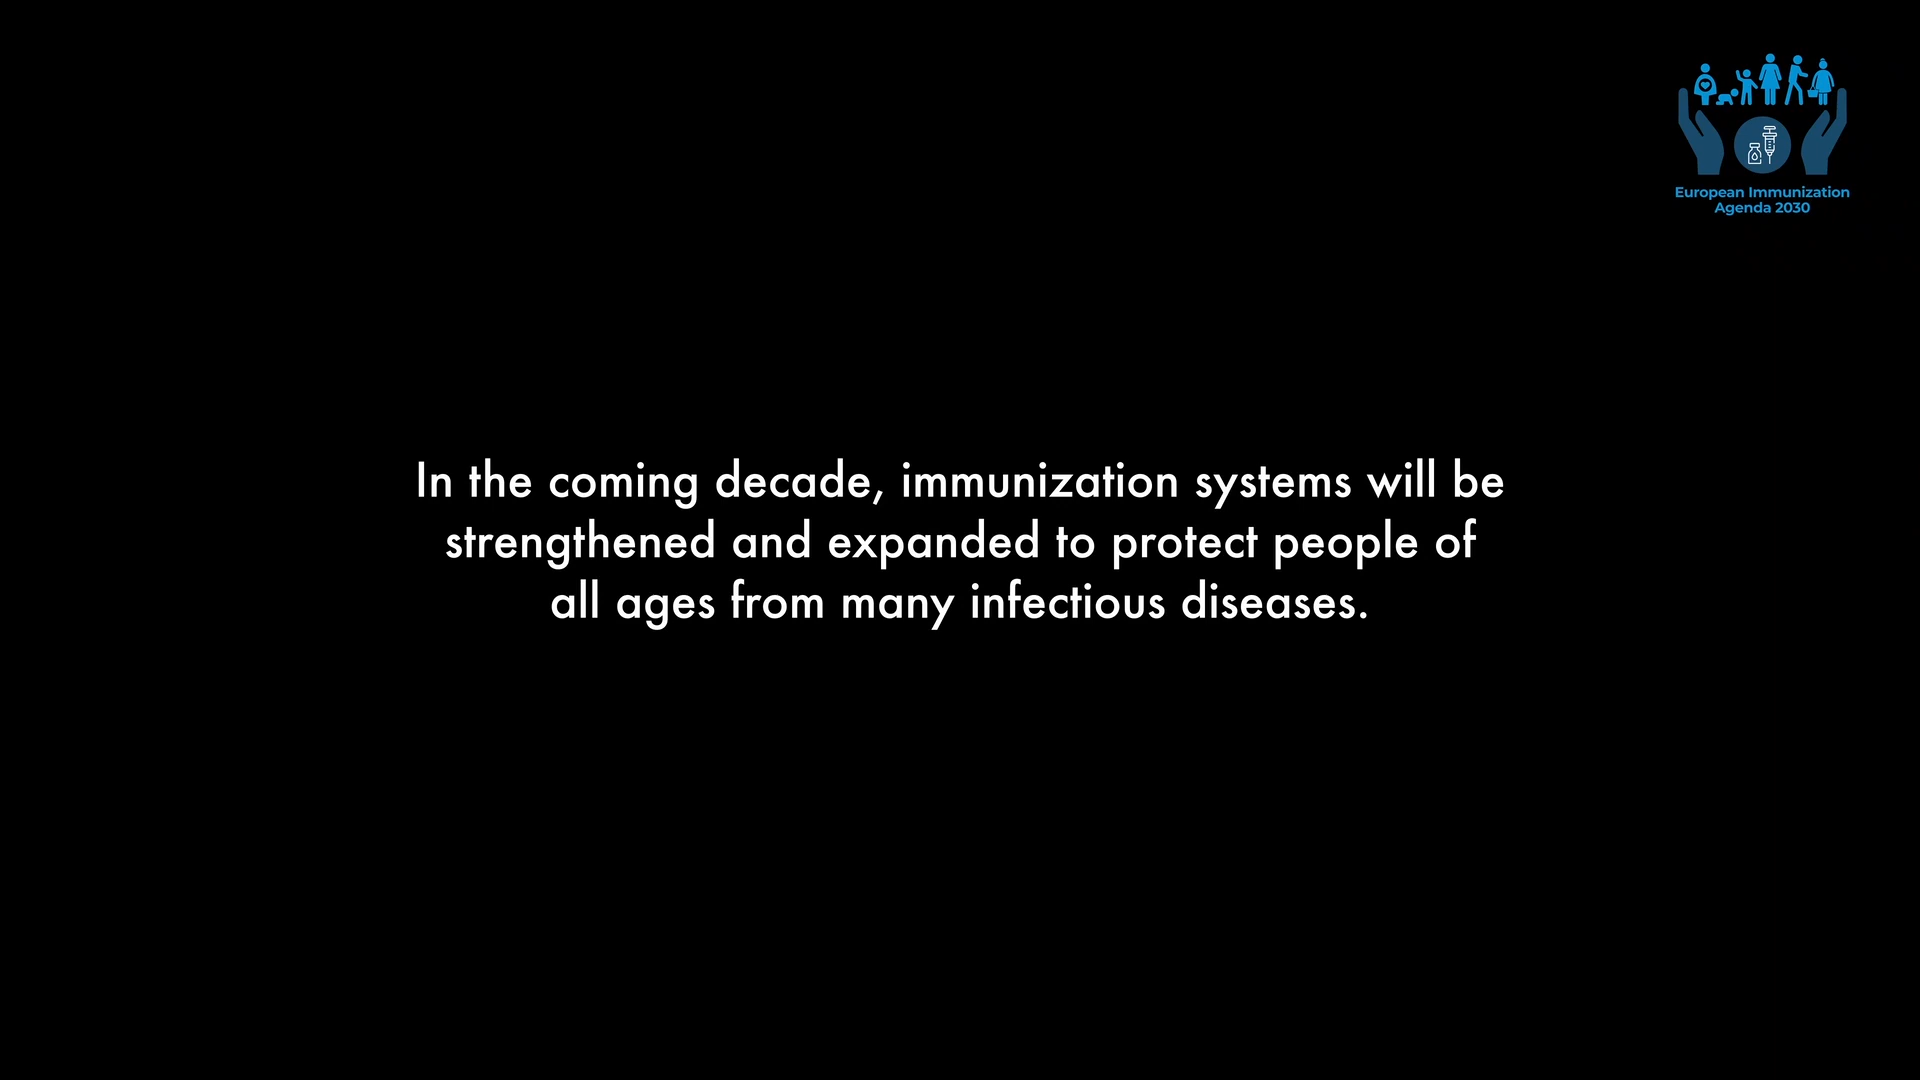 European Immunization
Agenda 2030
In the coming decade, immunization systems will be
strengthened and expanded to protect people of
all ages from many infectious diseases.